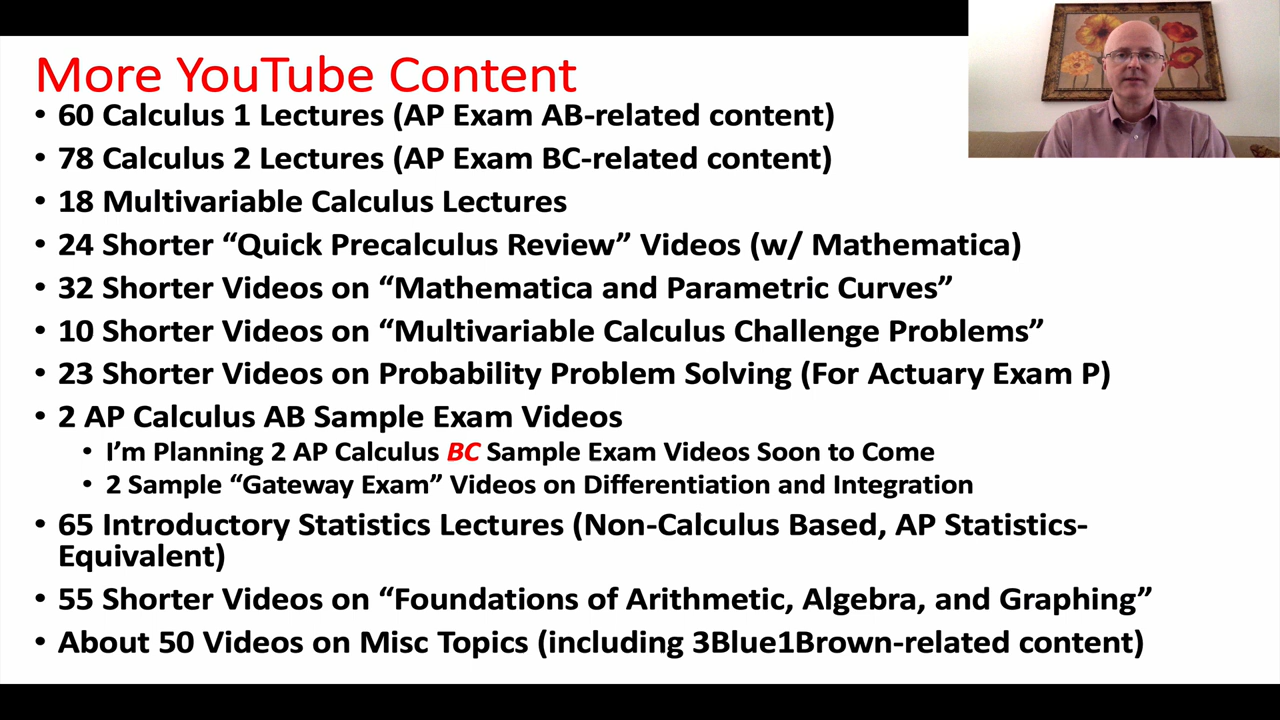 More YouTube Content
• 60 Calculus 1 Lectures (AP Exam AB-related content)
• 78 Calculus 2 Lectures (AP Exam BC-related content)
• 18 Multivariable Calculus Lectures
• 24 Shorter “Quick Precalculus Review” Videos (w/ Mathematica)
• 32 Shorter Videos on “Mathematica and Parametric Curves”
• 10 Shorter Videos on “Multivariable Calculus Challenge Problems”
• 23 Shorter Videos on Probability Problem Solving (For Actuary Exam P)
• 2 AP Calculus AB Sample Exam Videos
• I’m Planning 2 AP Calculus BC Sample Exam Videos Soon to Come
• 2 Sample “Gateway Exam” Videos on Differentiation and Integration
• 65 Introductory Statistics Lectures (Non-Calculus Based, AP Statistics-
Equivalent)
• 55 Shorter Videos on “Foundations of Arithmetic, Algebra, and Graphing”
• About 50 Videos on Misc Topics (including 3Blue1Brown-related content)